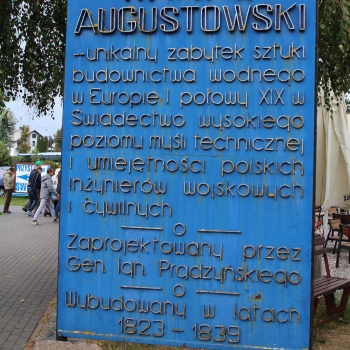 AUGUSTOWSKI
-unikalny zabytek sztuki
budownictwa wodnego
w Europie I połowy XIX w
Świadectwo wysokiego
poziomu myśli technicznej
i umiejętności polskich
inżynierów wojskowych
i cywilnych
Zaprojektowany przez
Gen. Ign. Prądzyńskiego
Wybudowany w latach
1823 - 1839